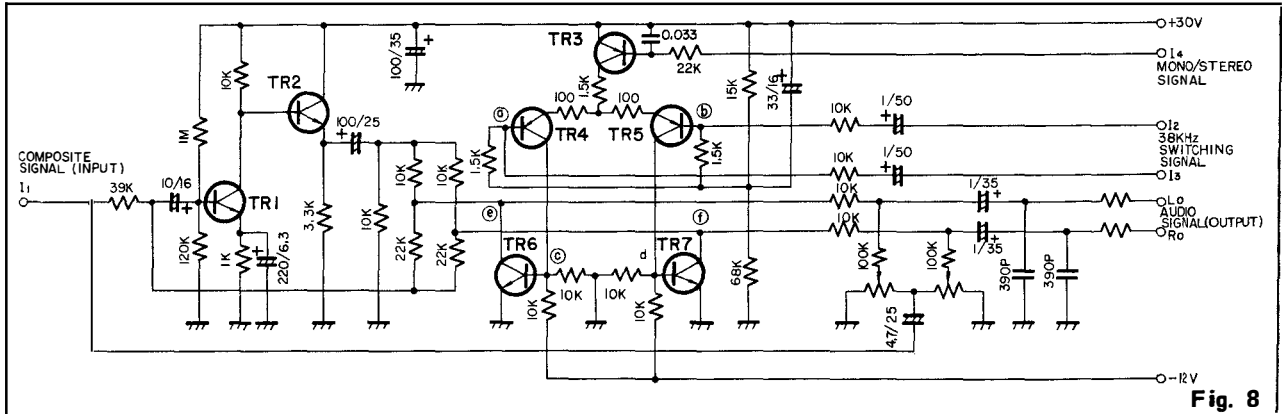 COMPOSITE
SIGNAL (INPUT)
I1
39K
10/16
1M
120K
10K
TR1
1K
220/6.3
TR2
3.3K
100/25
10K
100/35
10K
10K
22K
22K
TR3
0.033
22K
1.5K
100
100
ⓐ
TR4
TR5
ⓑ
1.5K
1.5K
15K
33/16
68K
ⓔ
TR6
ⓒ
10K
10K
d
TR7
ⓕ
10K
10K
10K
1/50
10K
1/50
10K
10K
1/35
1/35
100K
100K
4.7/25
390P
390P
+30V
I4
MONO/STEREO
SIGNAL
I2
38KHz
SWITCHING
SIGNAL
I3
Lo
AUDIO
SIGNAL(OUTPUT)
Ro
-12V
Fig. 8